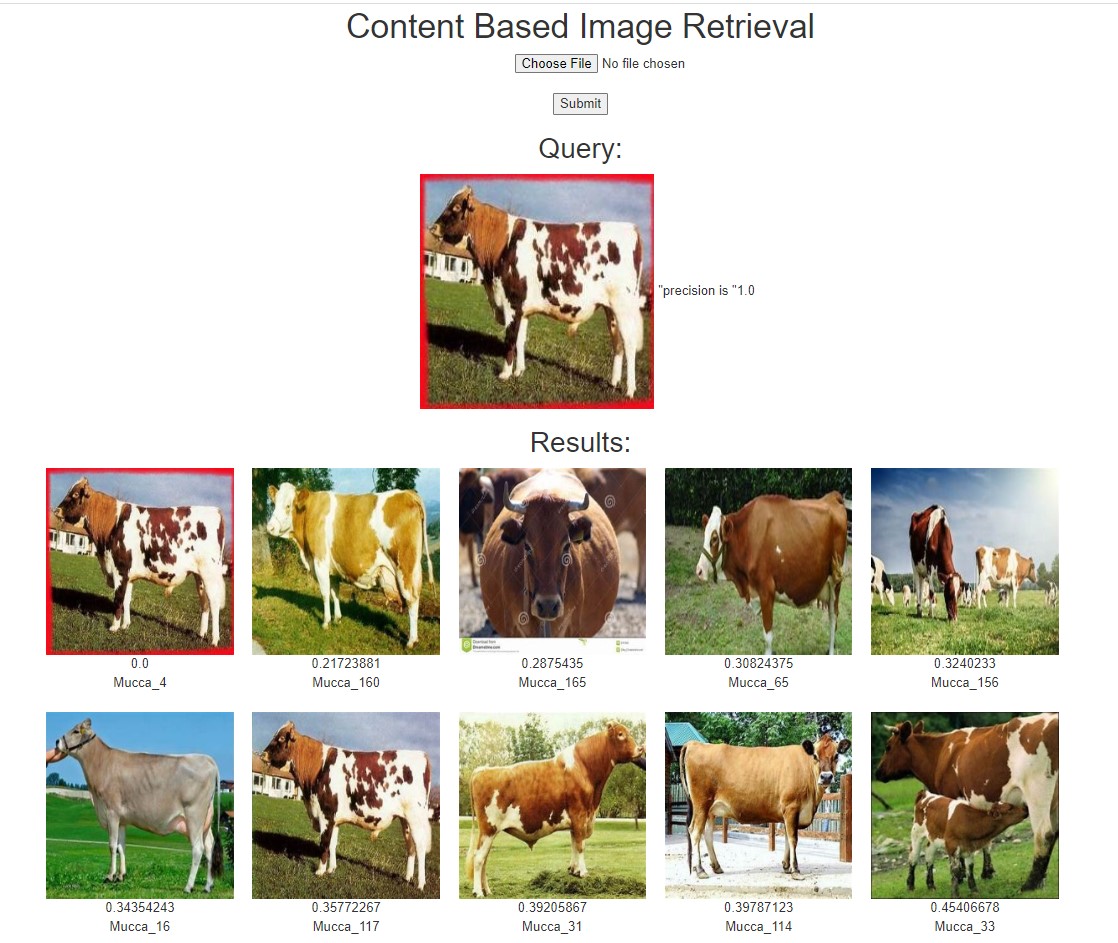 Content Based Image Retrieval
Choose File No file chosen
Submit
Query:
"precision is "1.0
Results:
0.0 0.21723881 0.2875435 0.30824375 0.3240233
Mucca_4 Mucca_160 Mucca_165 Mucca_65 Mucca_156
0.34354243 0.35772267 0.39205867 0.39787123 0.45406678
Mucca_16 Mucca_117 Mucca_31 Mucca_114 Mucca_33